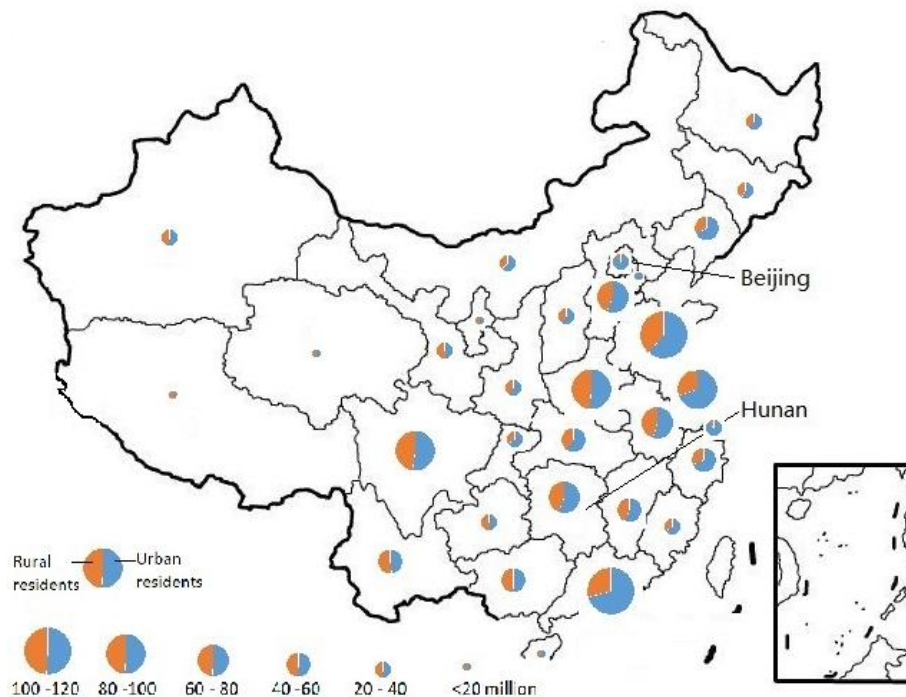 Beijing
Hunan
Rural residents
Urban residents
100 -120
80 -100
60 - 80
40 -60
20 - 40
<20 million